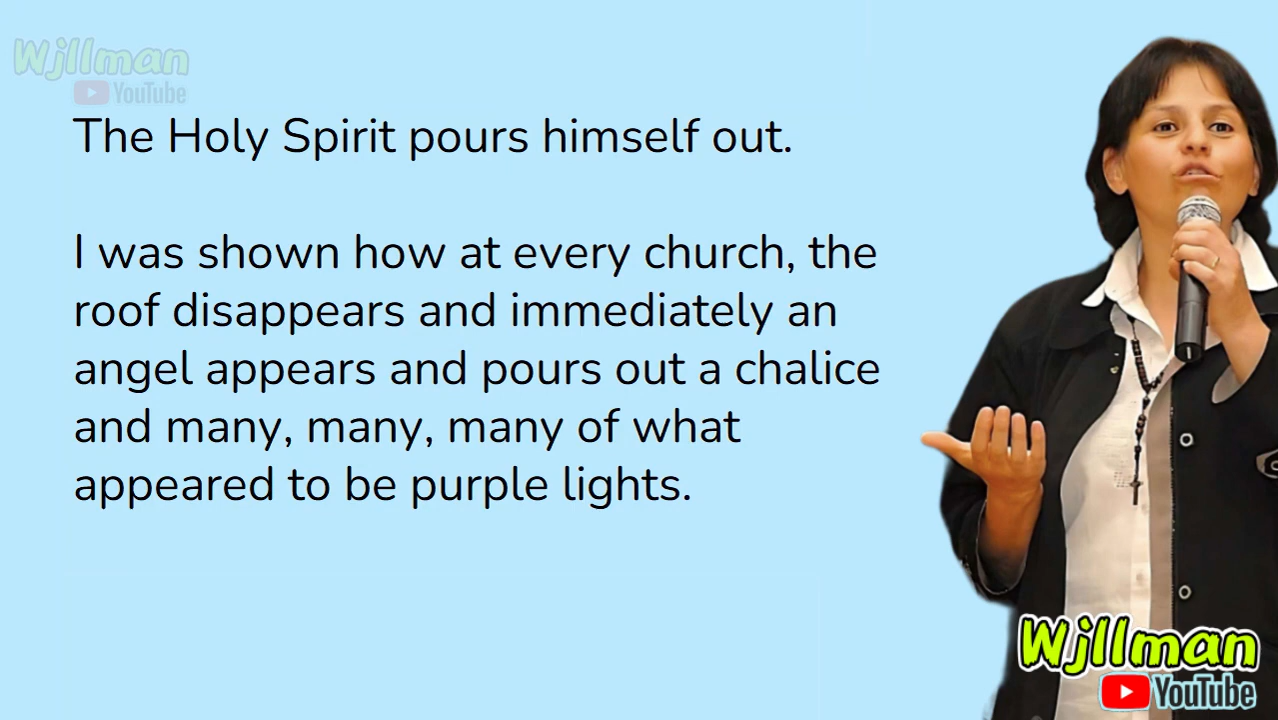 Wjllman
YouTube
The Holy Spirit pours himself out.
I was shown how at every church, the
roof disappears and immediately an
angel appears and pours out a chalice
and many, many, many of what
appeared to be purple lights.
Wjllman
YouTube